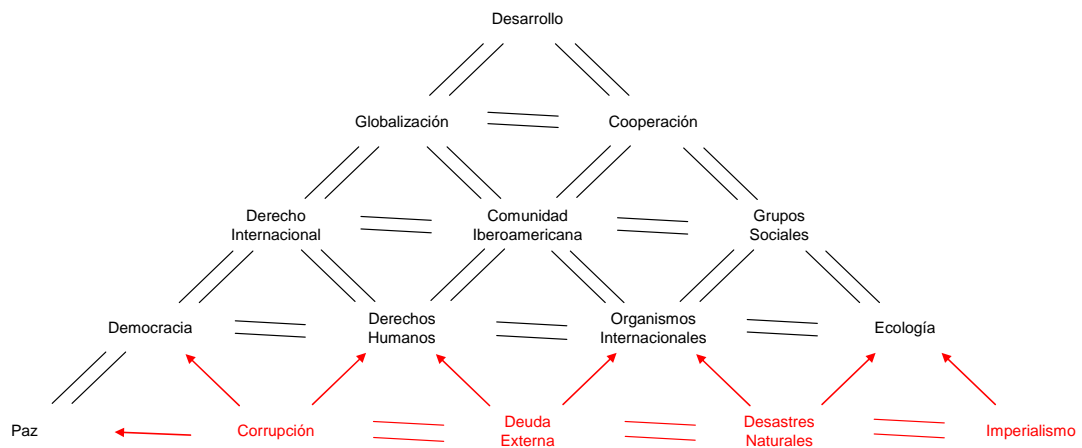 Desarrollo
Globalización
Cooperación
Derecho
Internacional
Comunidad
Iberoamericana
Grupos
Sociales
Democracia
Derechos
Humanos
Organismos
Internacionales
Ecología
Paz
Corrupción
Deuda
Externa
Desastres
Naturales
Imperialismo